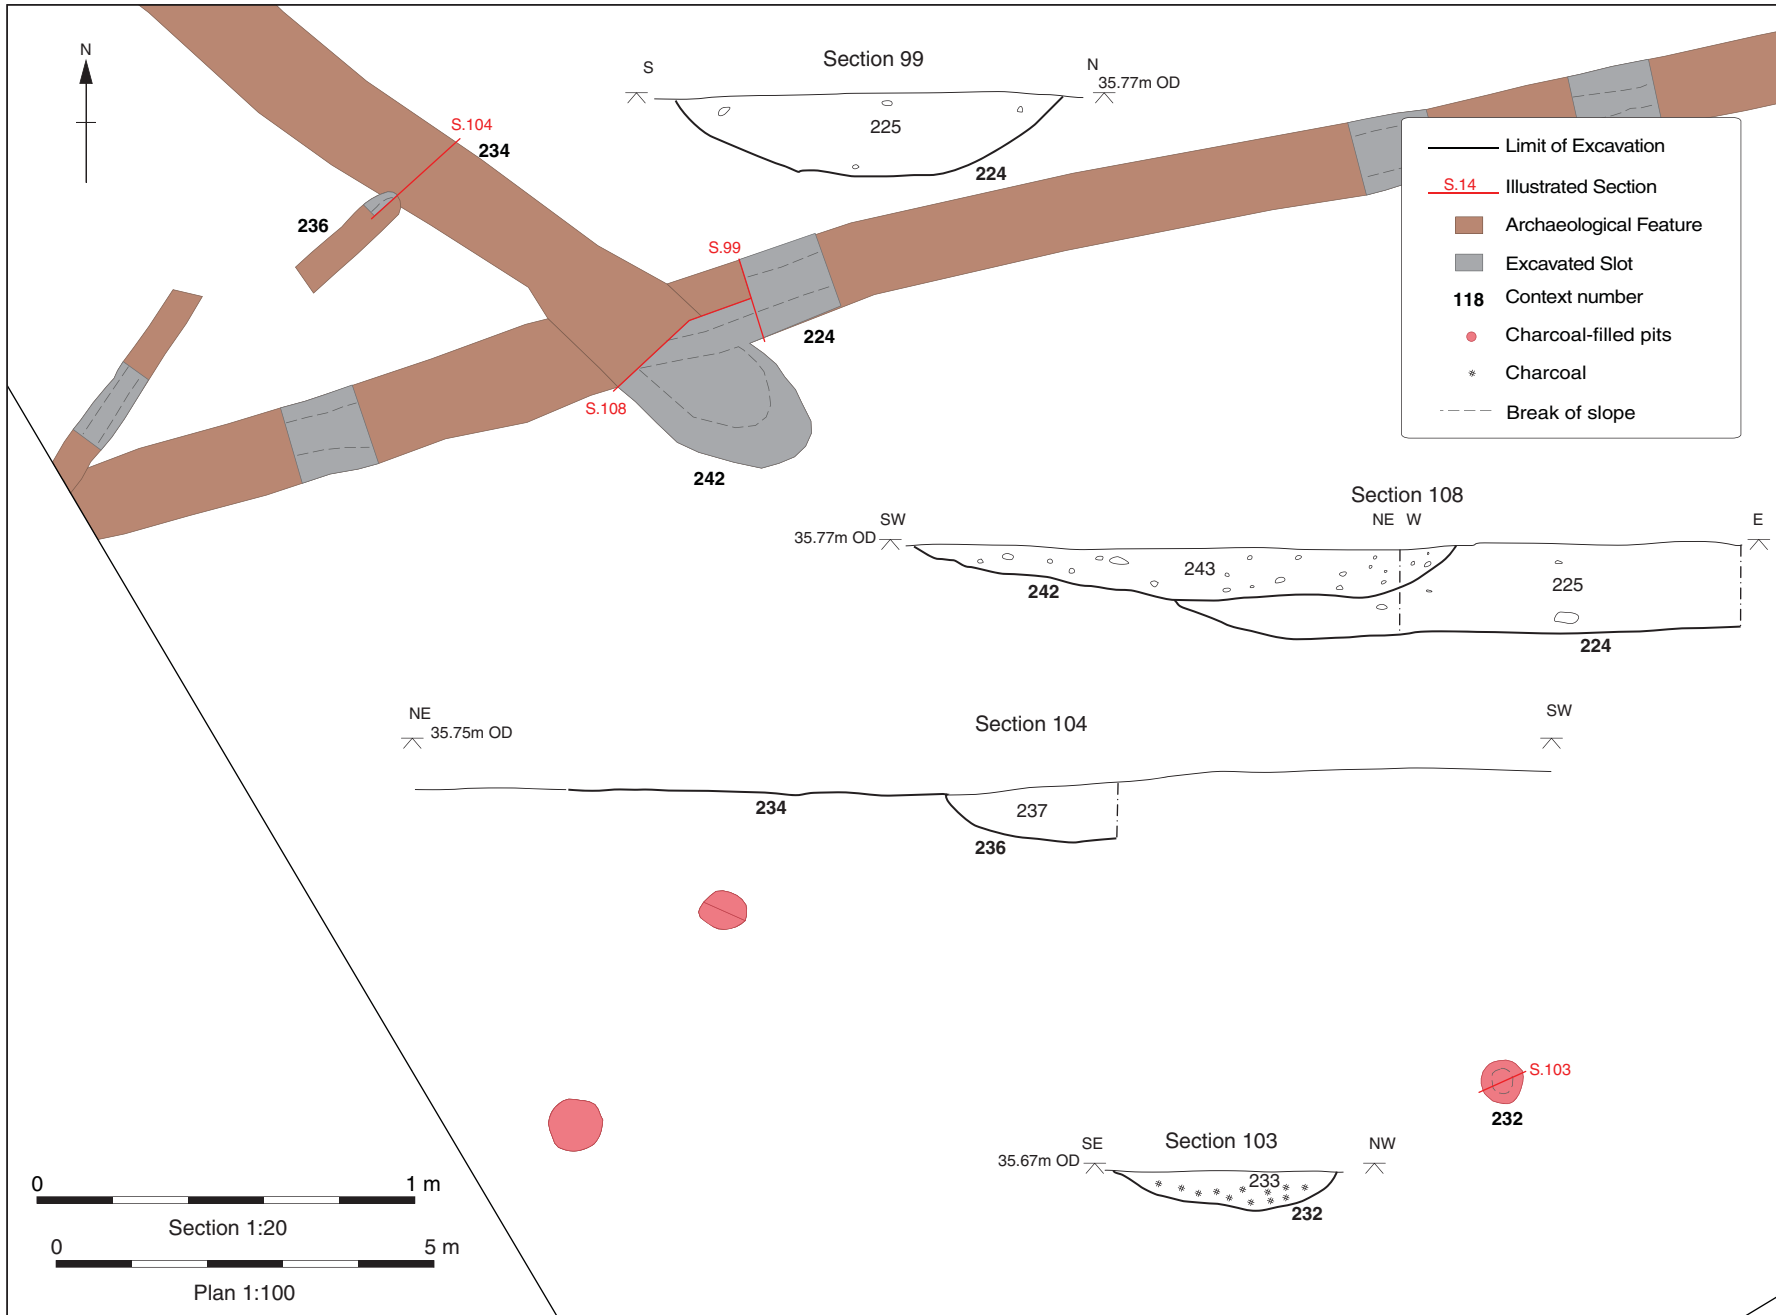 N
Section 99
S
N
35.77m OD
225
224
S.104
234
236
S.99
224
S.108
242
Limit of Excavation
S.14 Illustrated Section
Archaeological Feature
Excavated Slot
118 Context number
Charcoal-filled pits
Charcoal
Break of slope
Section 108
SW
NE W
E
35.77m OD
243
225
242
224
Section 104
NE
SW
35.75m OD
234
237
236
S.103
232
Section 103
SE
NW
35.67m OD
233
232
0 1 m
Section 1:20
0 5 m
Plan 1:100